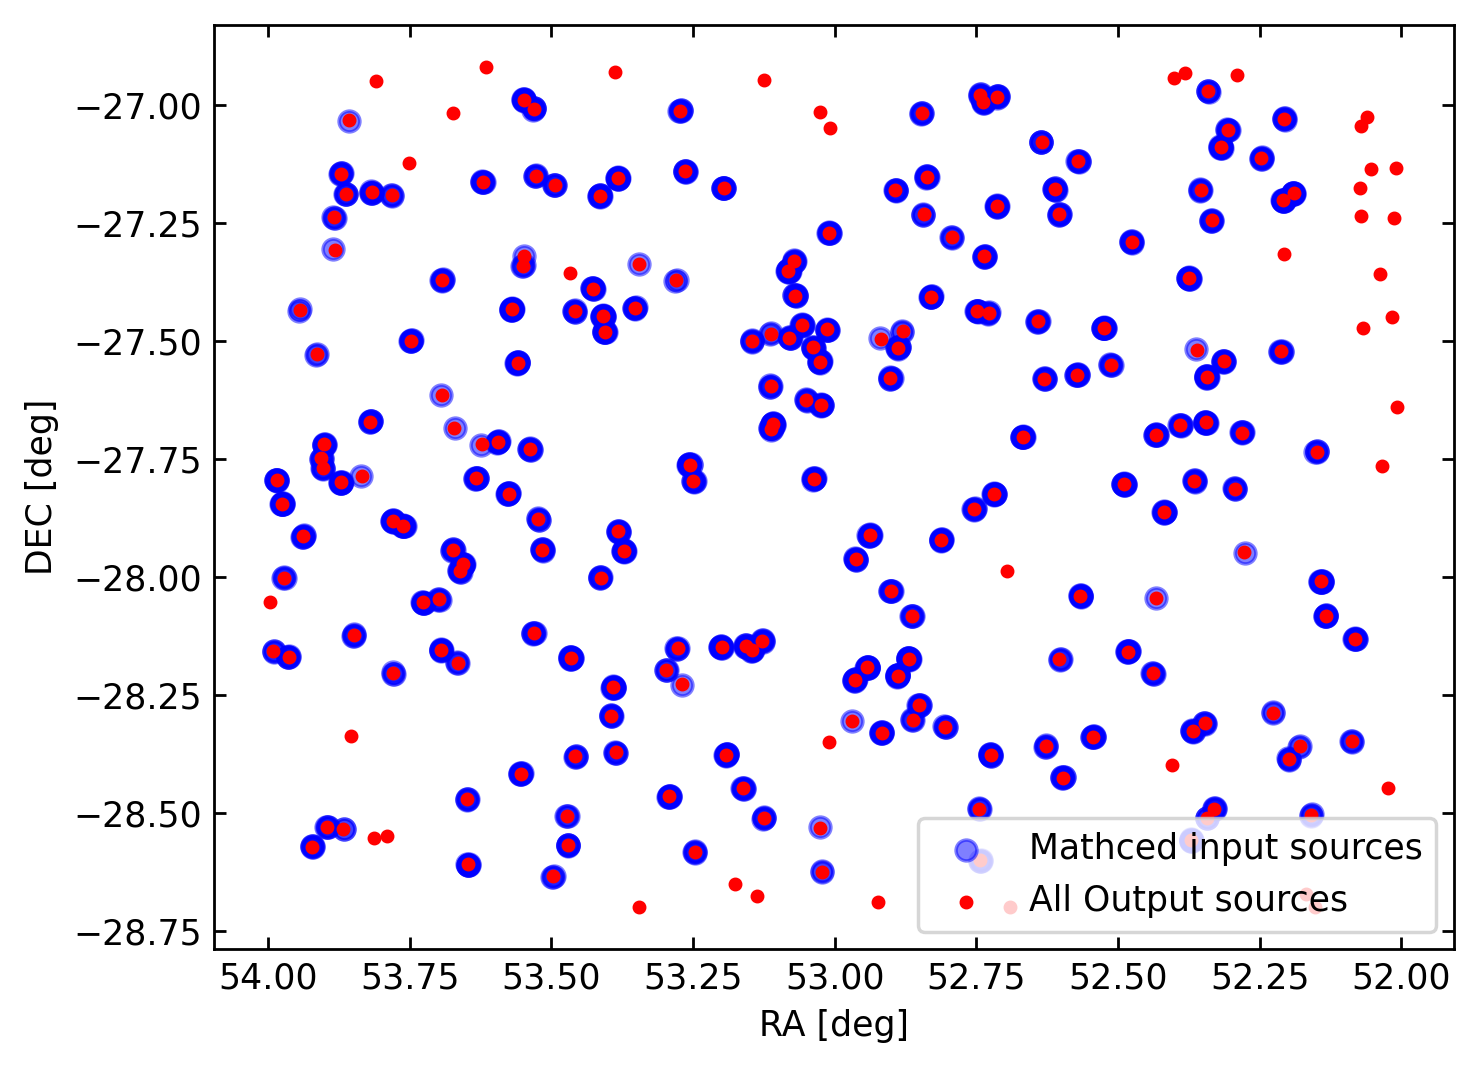 −27.00
−27.25
−27.50
−27.75
−28.00
−28.25
−28.50
−28.75
DEC [deg]
Mathced input sources
All Output sources
54.00 53.75 53.50 53.25 53.00 52.75 52.50 52.25 52.00
RA [deg]